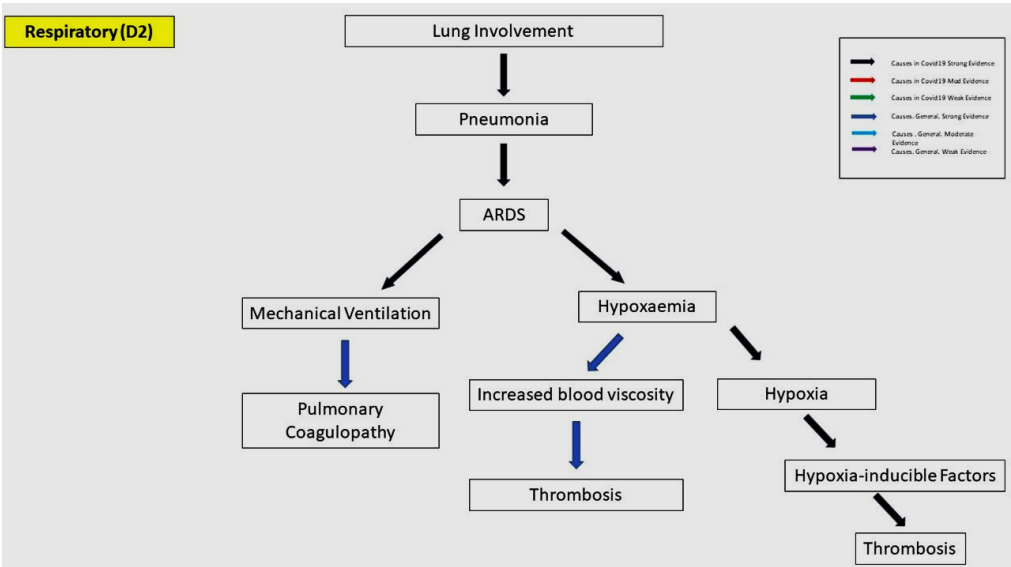 Respiratory (D2)
Lung Involvement
Causes in Covid19 Strong Evidence
Causes in Covid19 Mod Evidence
Causes in Covid19 Weak Evidence
Causes. General. Strong Evidence
Causes . General. Moderate
Evidence
Causes. General. Weak Evidence
Pneumonia
ARDS
Mechanical Ventilation
Hypoxaemia
Pulmonary
Coagulopathy
Increased blood viscosity
Hypoxia
Thrombosis
Hypoxia-inducible Factors
Thrombosis